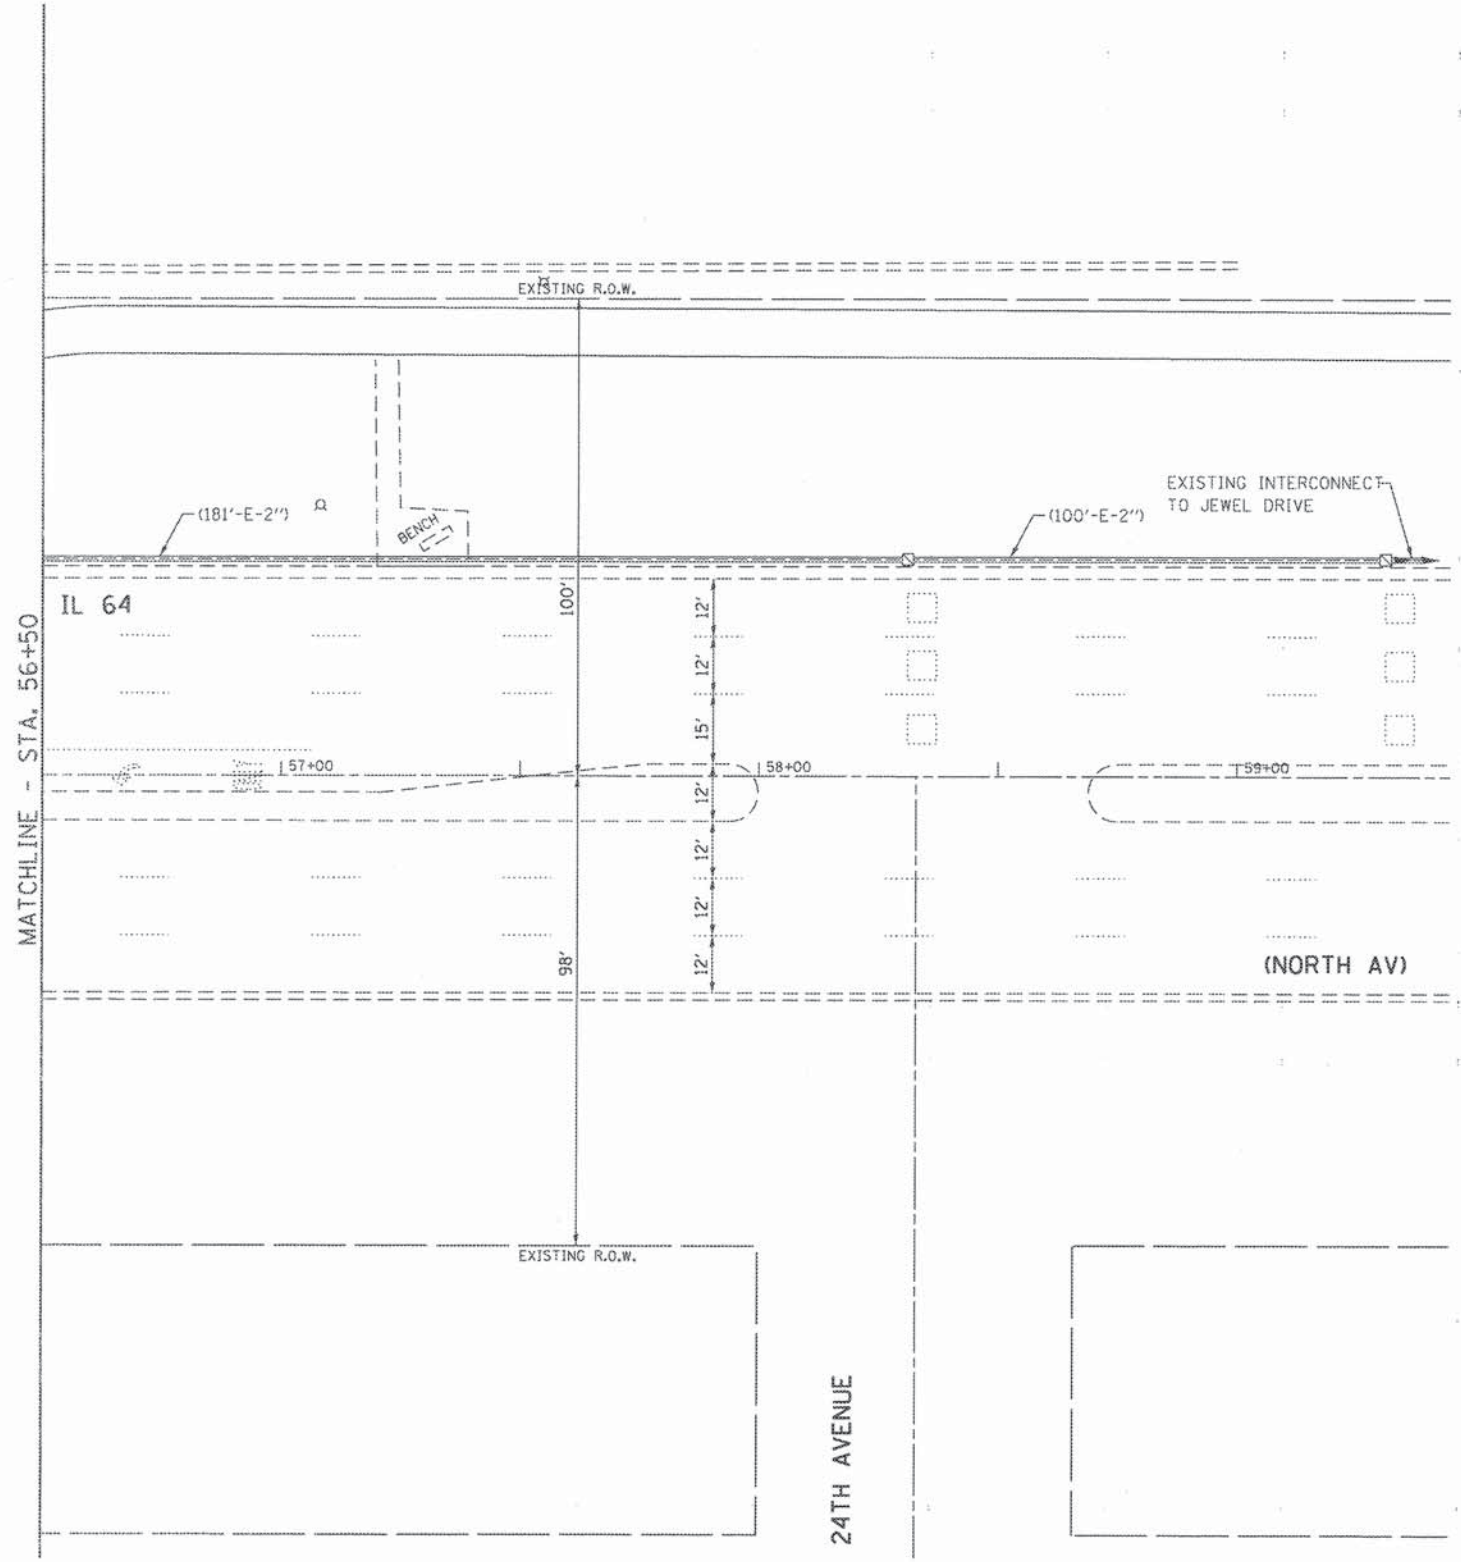 EXISTING R.O.W.
EXISTING INTERCONNECT
TO JEWEL DRIVE
(181'-E-2")
BENCH
(100'-E-2")
IL 64
100'
12'
12'
15'
57+00
58+00
59+00
12'
12'
12'
12'
98'
MATCHLINE - STA. 56+50
(NORTH AV)
EXISTING R.O.W.
24TH AVENUE